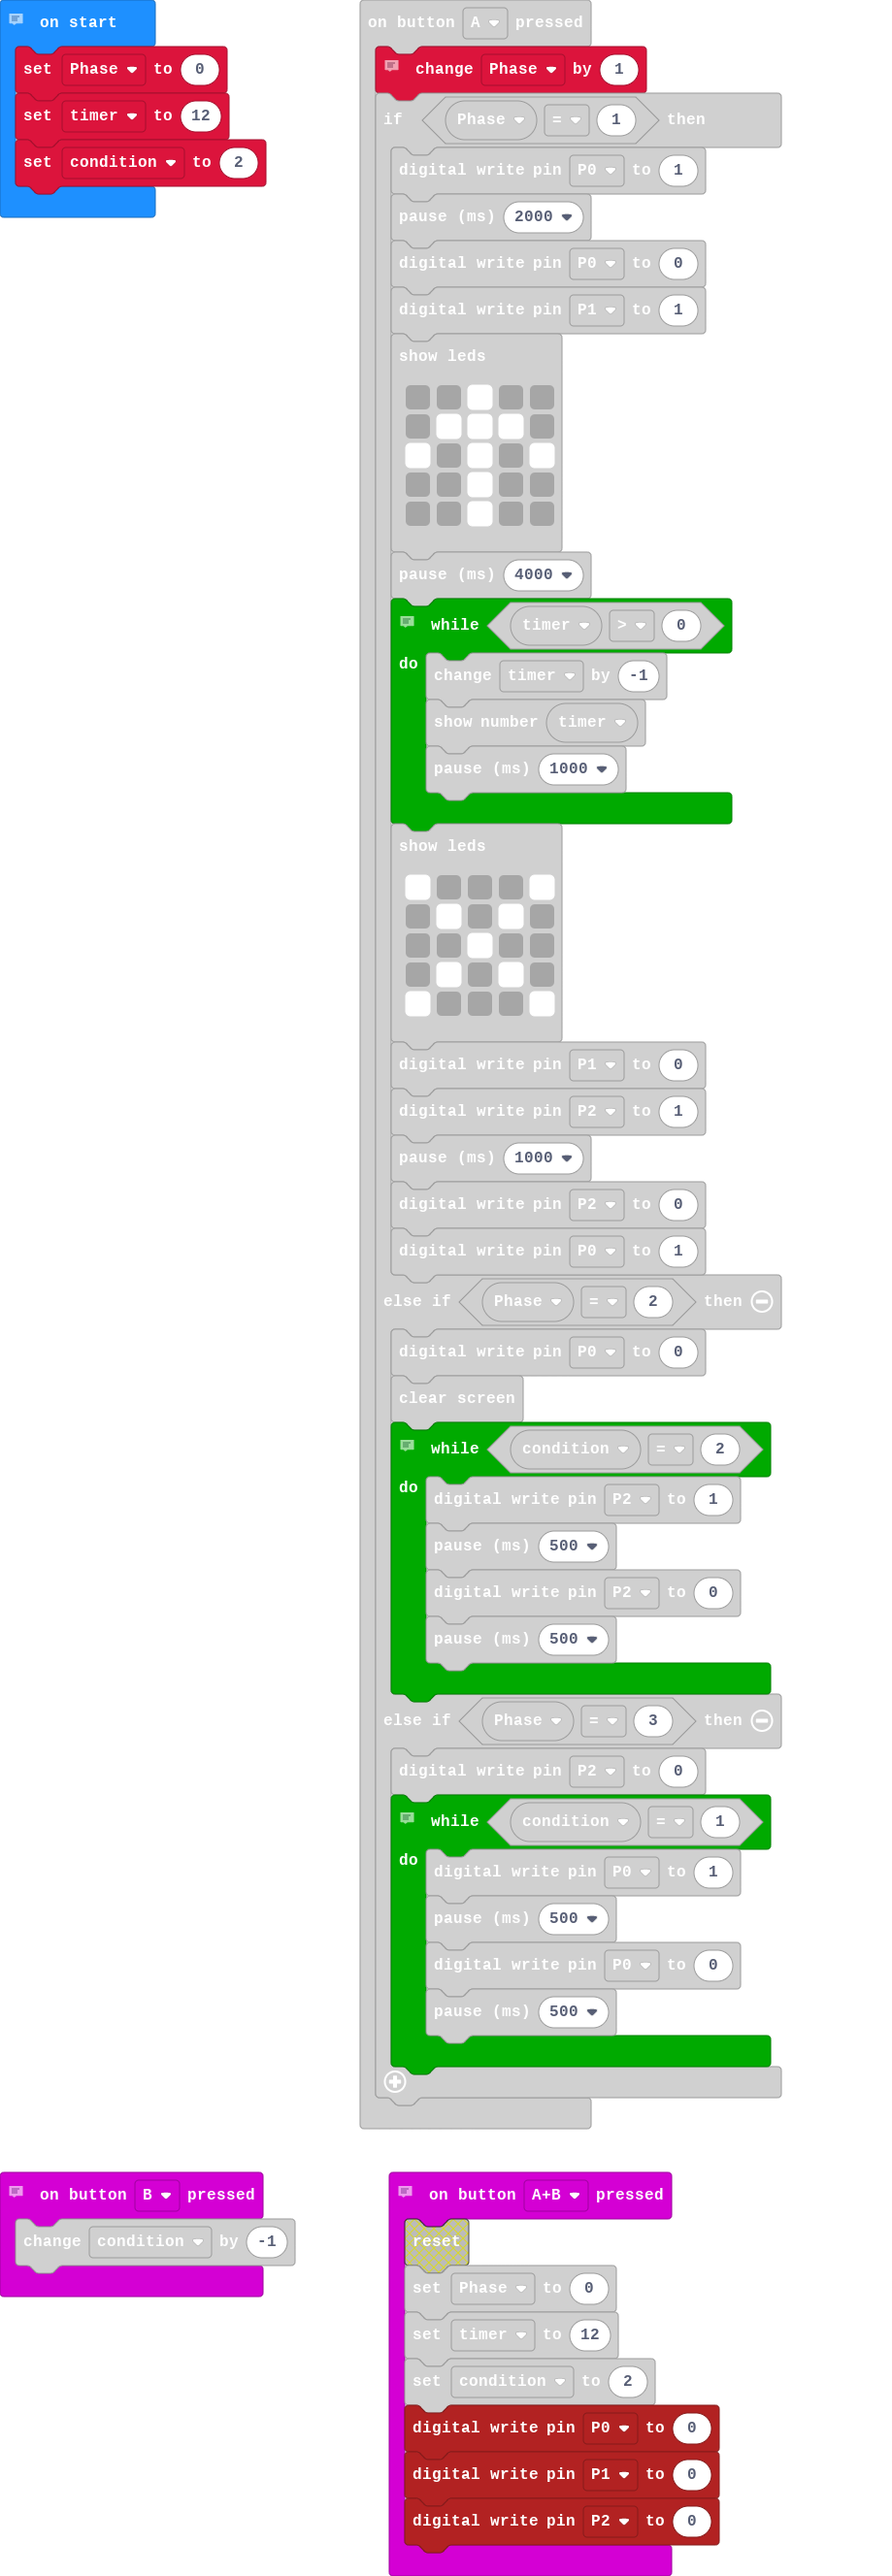 on start
set Phase to 0
set timer to 12
set condition to 2
on button A pressed
change Phase by 1
if Phase = 1 then
digital write pin P0 to 1
pause (ms) 2000
digital write pin P0 to 0
digital write pin P1 to 1
show leds
pause (ms) 4000
while timer > 0
do
change timer by -1
show number timer
pause (ms) 1000
show leds
digital write pin P1 to 0
digital write pin P2 to 1
pause (ms) 1000
digital write pin P2 to 0
digital write pin P0 to 1
else if Phase = 2 then
digital write pin P0 to 0
clear screen
while condition = 2
do
digital write pin P2 to 1
pause (ms) 500
digital write pin P2 to 0
pause (ms) 500
else if Phase = 3 then
digital write pin P2 to 0
while condition = 1
do
digital write pin P0 to 1
pause (ms) 500
digital write pin P0 to 0
pause (ms) 500
on button B pressed
change condition by -1
on button A+B pressed
reset
set Phase to 0
set timer to 12
set condition to 2
digital write pin P0 to 0
digital write pin P1 to 0
digital write pin P2 to 0